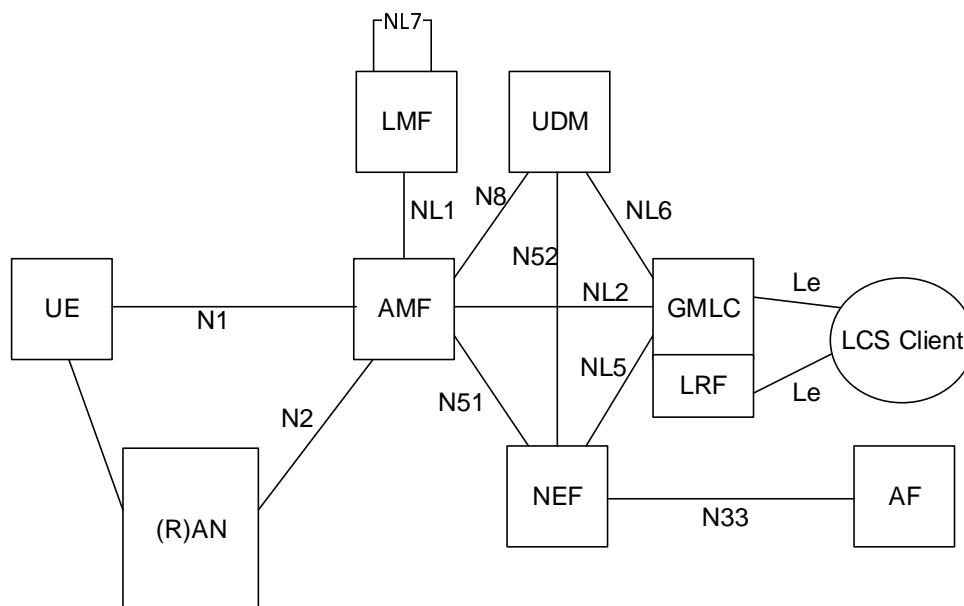 NL7
LMF
UDM
NL1
N8
NL6
N52
UE
N1
AMF
NL2
GMLC
Le
LCS Client
NL5
LRF
Le
N2
N51
(R)AN
NEF
N33
AF